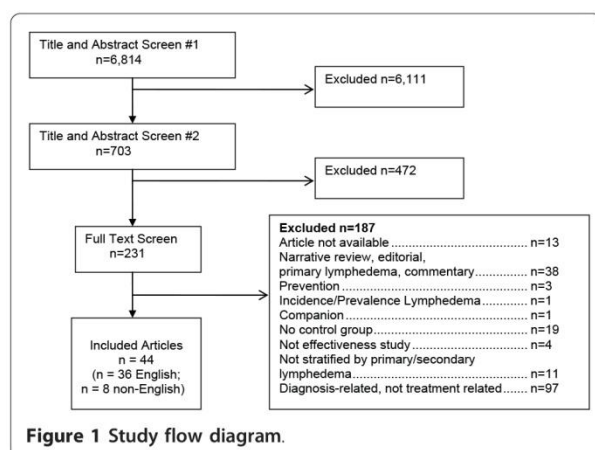 Title and Abstract Screen #1
n=6,814
Excluded n=6,111
Title and Abstract Screen #2
n=703
Excluded n=472
Full Text Screen
n=231
Excluded n=187
Article not available ........................................ n=13
Narrative review, editorial,
primary lymphedema, commentary ................ n=38
Prevention ........................................ n=3
Incidence/Prevalence Lymphedema ................ n=1
Companion ........................................ n=1
No control group ................................ n=19
Not effectiveness study ........................ n=4
Not stratified by primary/secondary
lymphedema ........................................ n=11
Diagnosis-related, not treatment related ....... n=97
Included Articles
n = 44
(n = 36 English;
n = 8 non-English)
Figure 1 Study flow diagram.